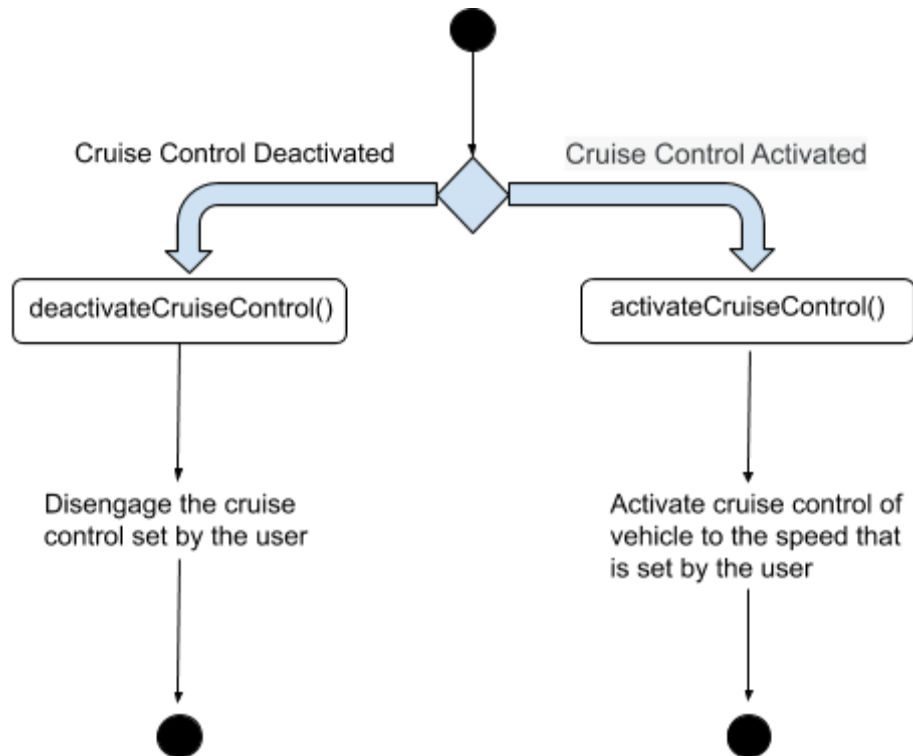 Cruise Control Deactivated
Cruise Control Activated
deactivateCruiseControl()
activateCruiseControl()
Disengage the cruise
control set by the user
Activate cruise control of
vehicle to the speed that
is set by the user